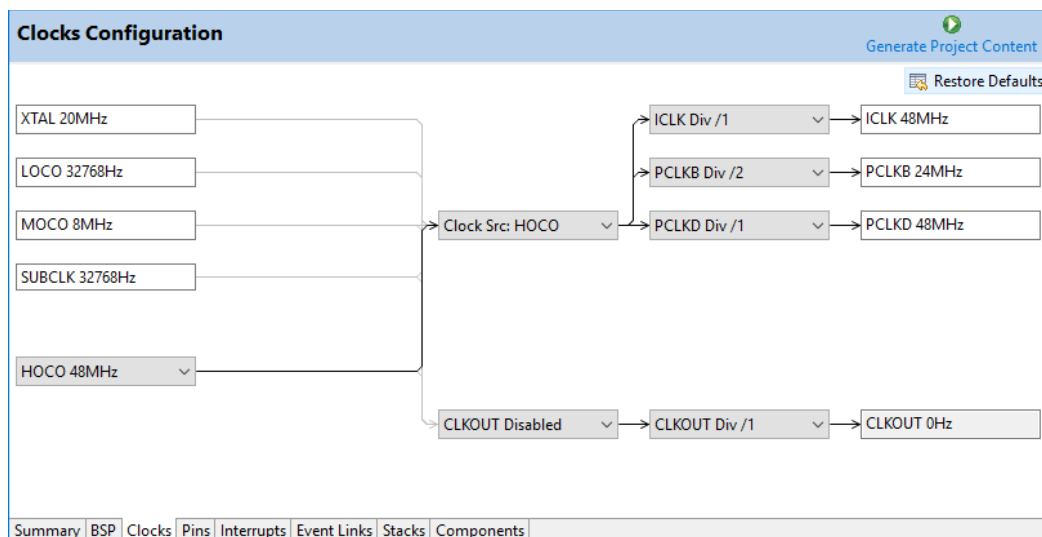 Clocks Configuration
Generate Project Content
Restore Defaults
XTAL 20MHz
ICLK Div /1
ICLK 48MHz
LOCO 32768Hz
PCLKB Div /2
PCLKB 24MHz
MOCO 8MHz
Clock Src: HOCO
PCLKD Div /1
PCLKD 48MHz
SUBCLK 32768Hz
HOCO 48MHz
CLKOUT Disabled
CLKOUT Div /1
CLKOUT 0Hz
Summary BSP Clocks Pins Interrupts Event Links Stacks Components